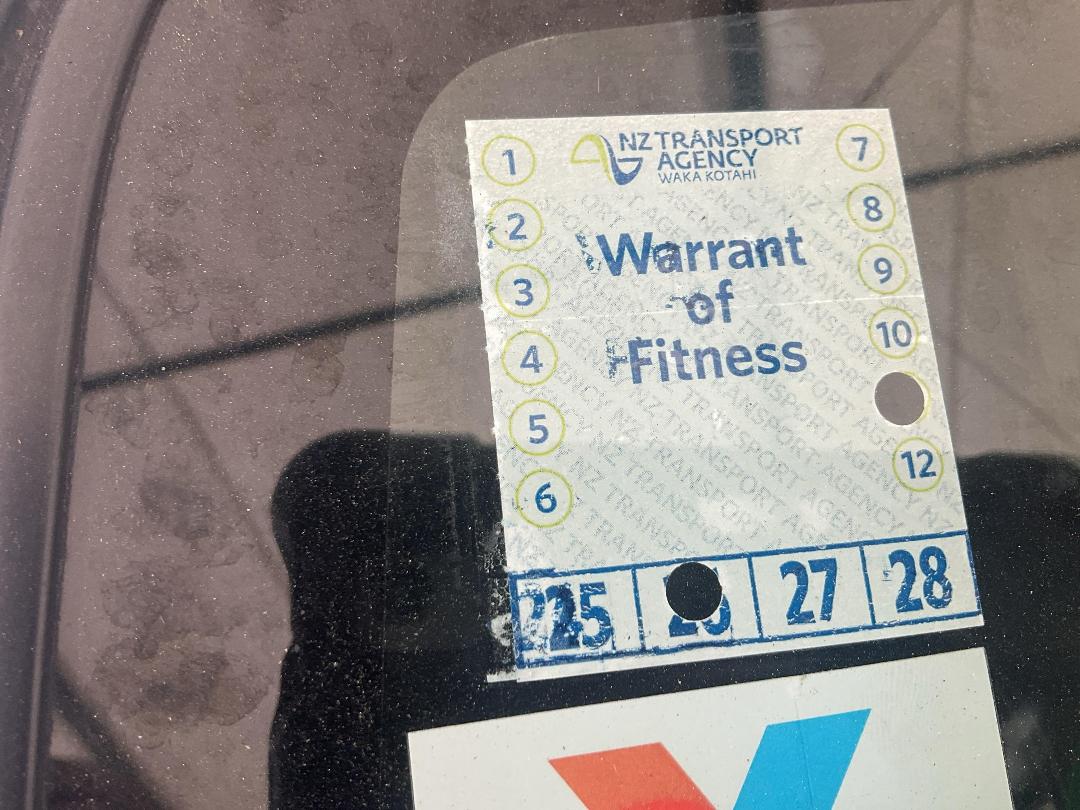 NZ TRANSPORT
AGENCY
WAKA KOTAHI
Warrant
of
Fitness
1
2
3
4
5
6
7
8
9
10
12
25 27 28